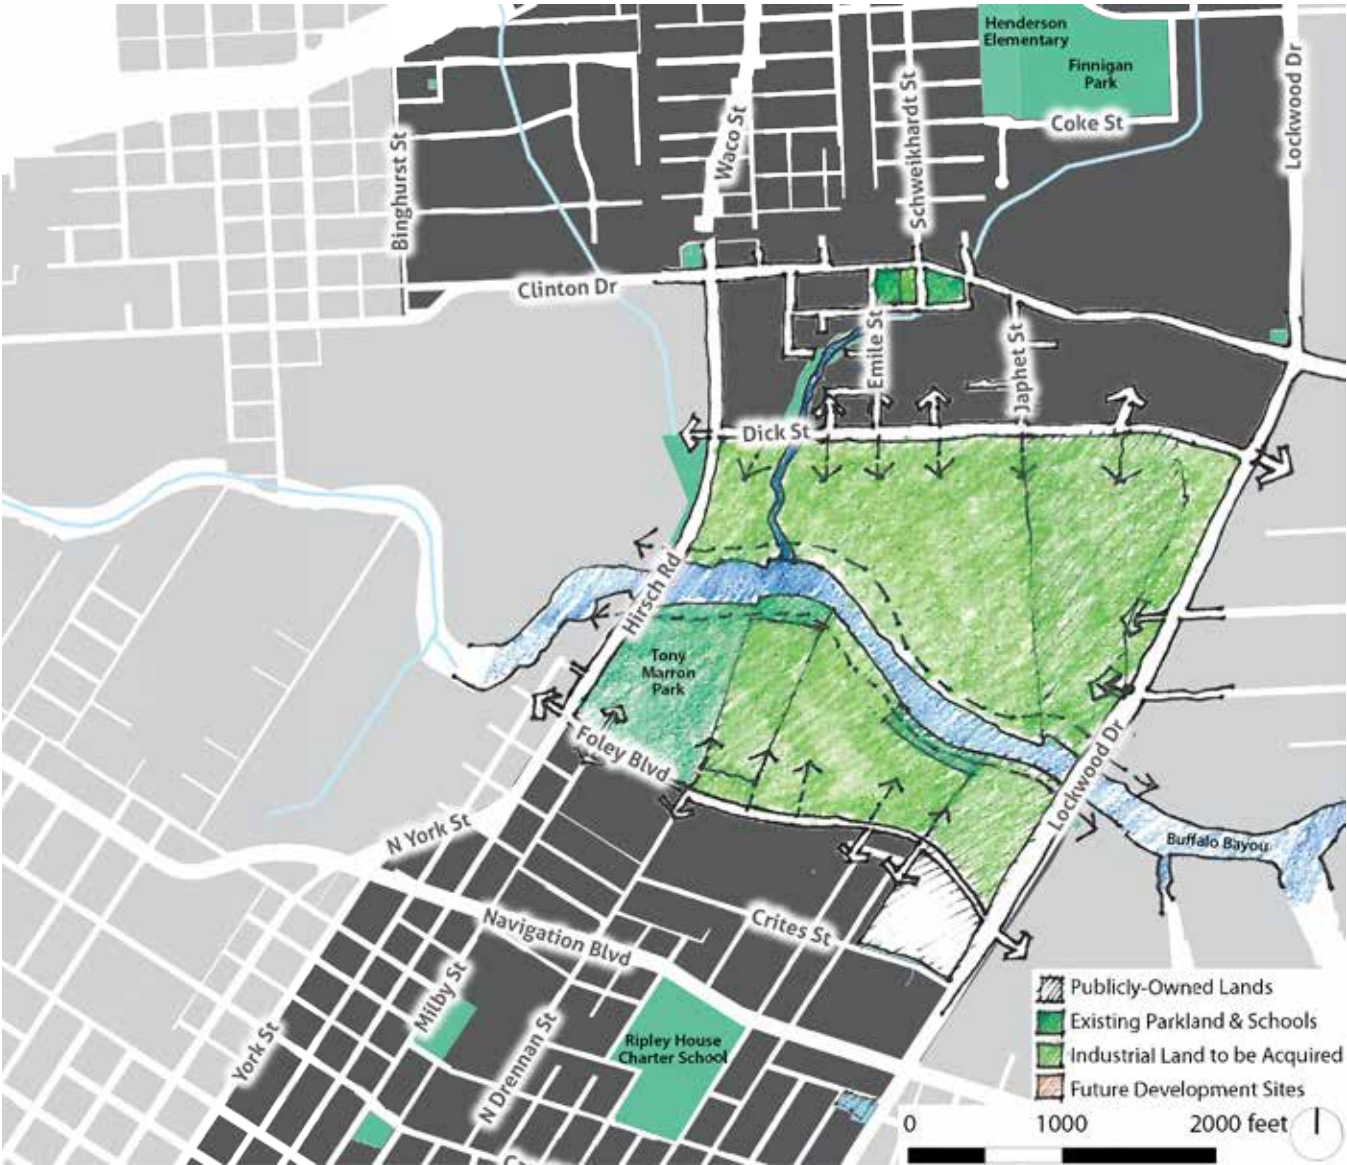 Henderson
Elementary
Finnigan
Park
Coke St
Lockwood Dr
Waco St
Schweikhardt St
Binghurst St
Clinton Dr
Emile St
Japhet St
Dick St
Hirsch Rd
Tony
Marron
Park
Foley Blvd
Lockwood Dr
Buffalo Bayou
N York St
Navigation Blvd
Crites St
Milby St
N Drennan St
York St
Ripley House
Charter School
Publicly-Owned Lands
Existing Parkland & Schools
Industrial Land to be Acquired
Future Development Sites
0 1000 2000 feet